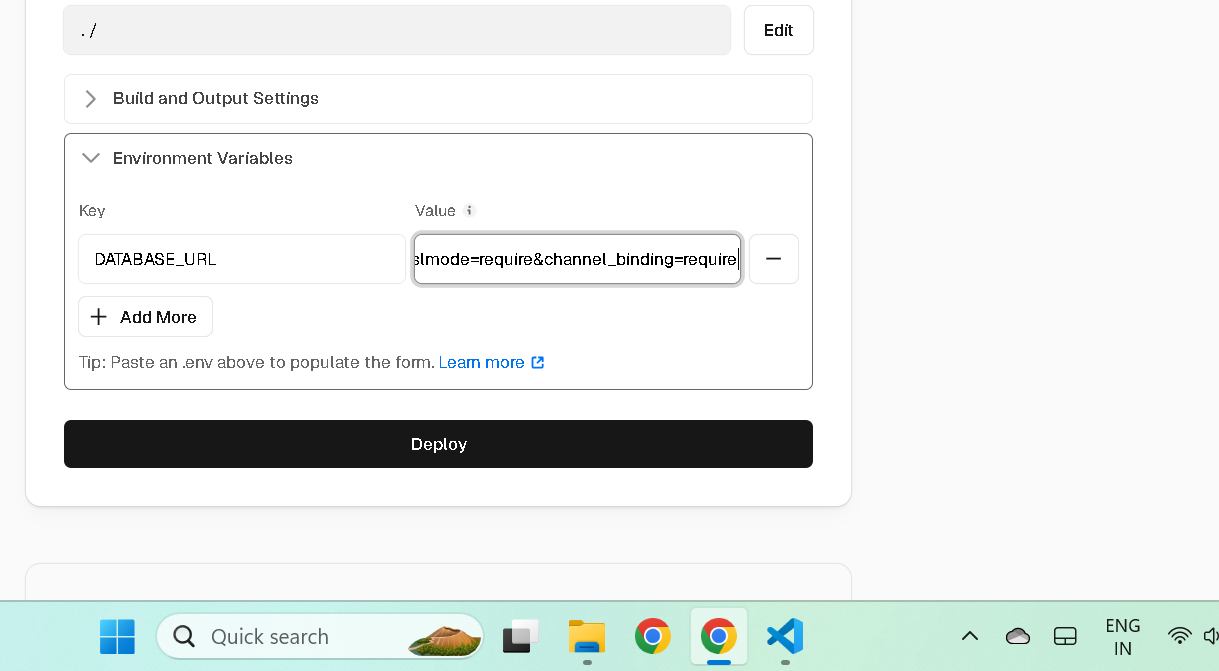 ./
Edit
Build and Output Settings
Environment Variables
Key
Value
DATABASE_URL
slmode=require&channel_binding=require
Add More
Tip: Paste an .env above to populate the form. Learn more
Deploy
Quick search
ENG
IN